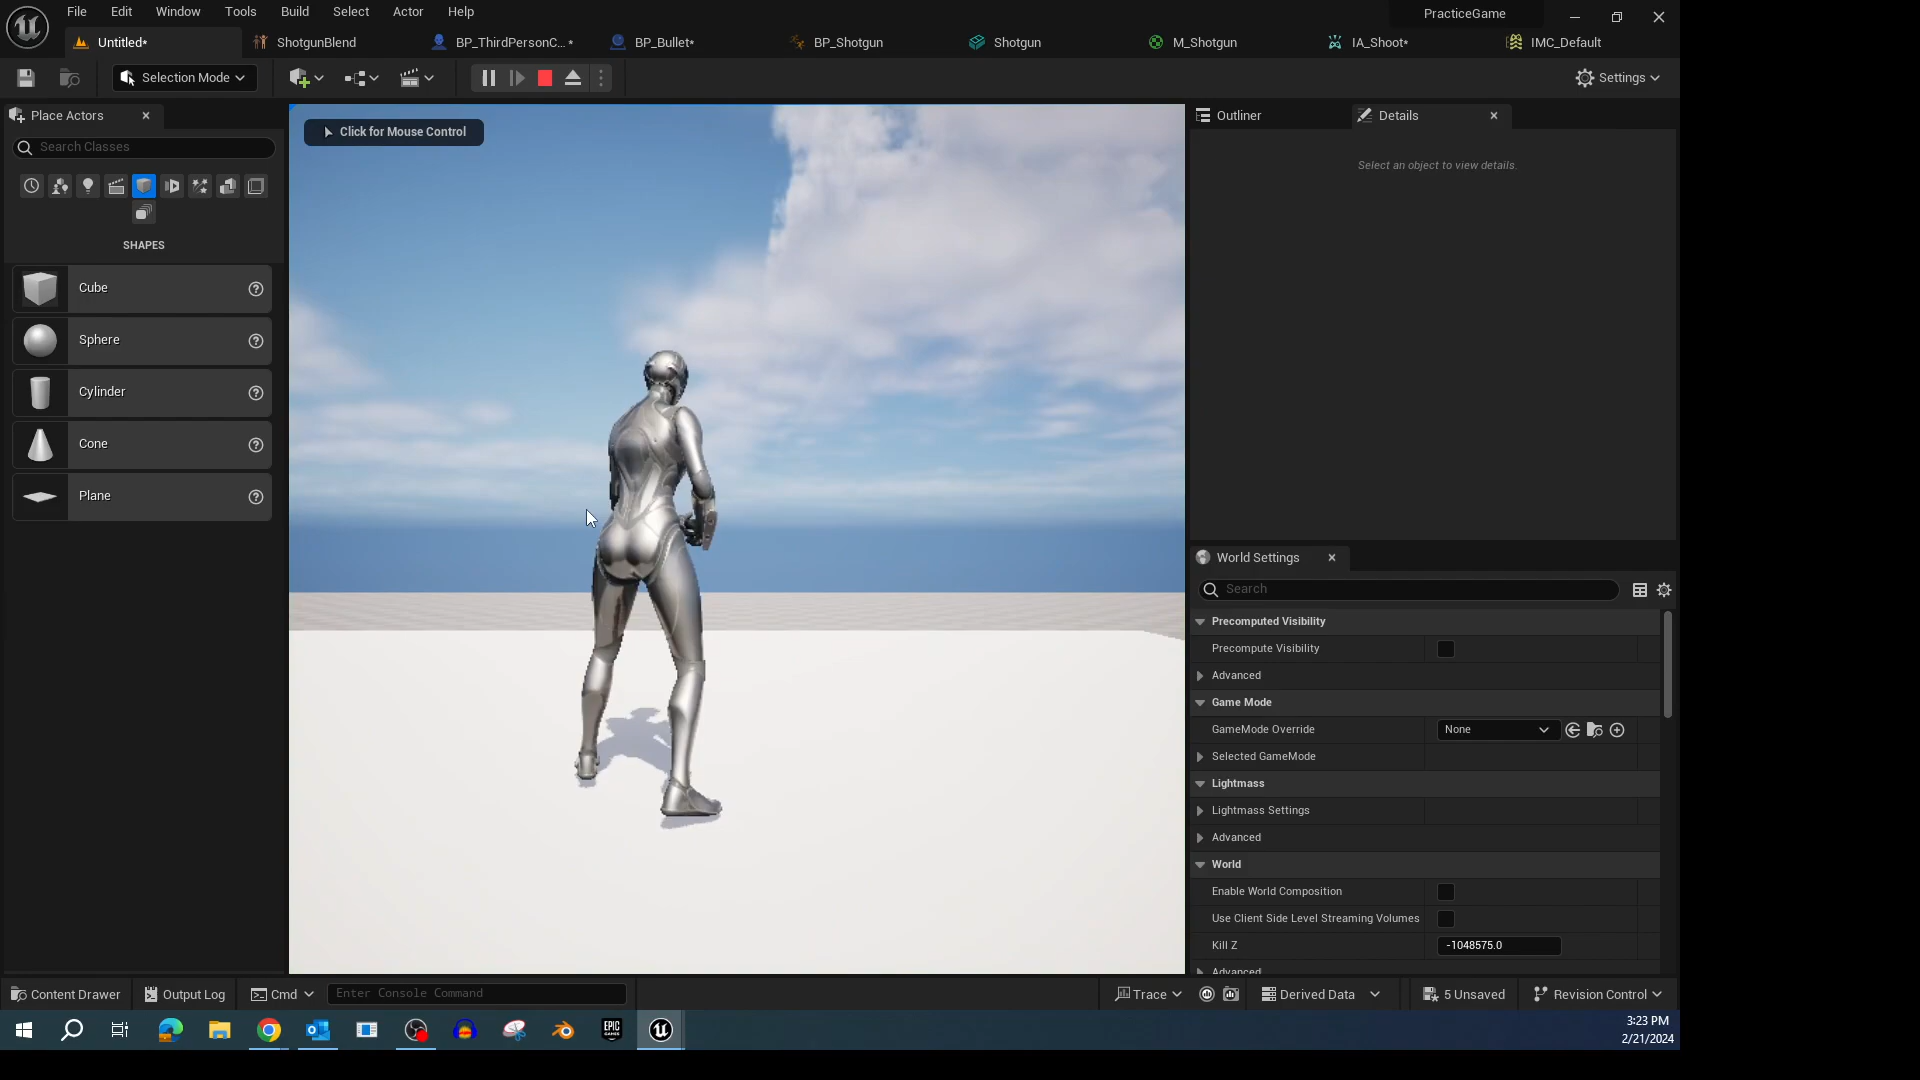 File Edit Window Tools Build Select Actor Help
PracticeGame
Untitled* ShotgunBlend BP_ThirdPersonC...* BP_Bullet* BP_Shotgun Shotgun M_Shotgun IA_Shoot* IMC_Default
Selection Mode
Settings
Place Actors
Search Classes
SHAPES
Cube
Sphere
Cylinder
Cone
Plane
Click for Mouse Control
Outliner Details
Select an object to view details.
World Settings
Search
Precomputed Visibility
Precompute Visibility
Advanced
Game Mode
GameMode Override None
Selected GameMode
Lightmass
Lightmass Settings
Advanced
World
Enable World Composition
Use Client Side Level Streaming Volumes
Kill Z -1048575.0
Advanced
Content Drawer Output Log Cmd Enter Console Command Trace Derived Data 5 Unsaved Revision Control
EPIC GAMES
3:23 PM
2/21/2024